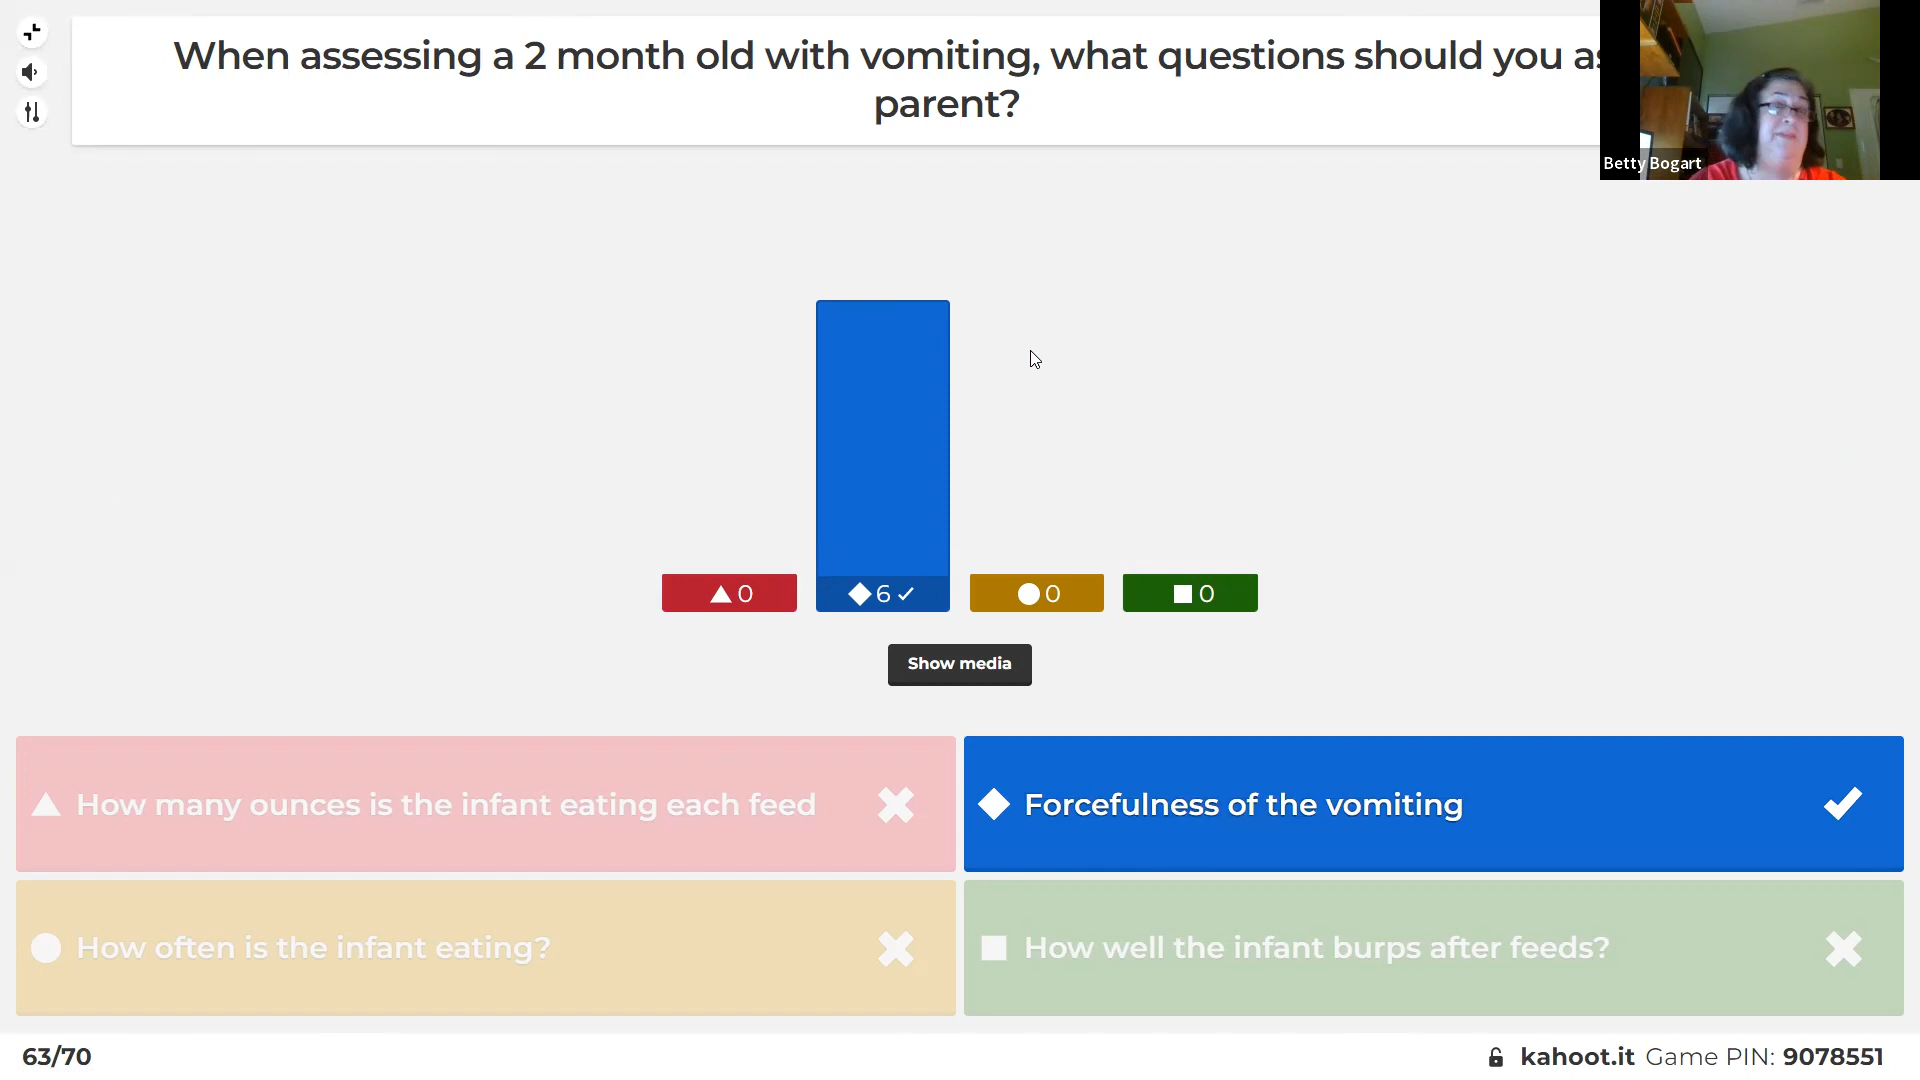 When assessing a 2 month old with vomiting, what questions should you
parent?
Betty Bogart
0
6
0
0
Show media
How many ounces is the infant eating each feed
Forcefulness of the vomiting
How often is the infant eating?
How well the infant burps after feeds?
63/70
kahoot.it Game PIN: 9078551